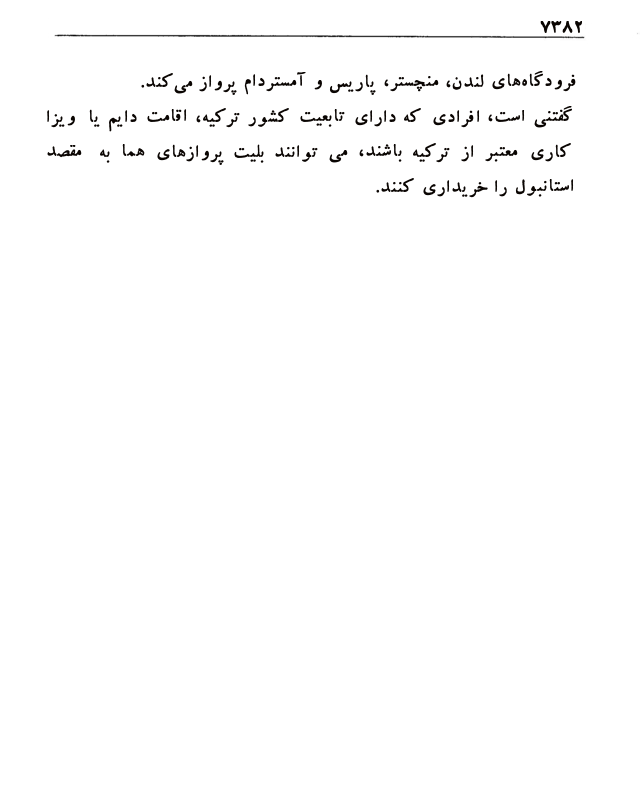 ۷۳۸۲
فرودگاه‌های لندن، منچستر، پاریس و آمستردام پرواز می‌کند.
گفتنی است، افرادی که دارای تابعیت کشور ترکیه، اقامت دایم یا ویزا
کاری معتبر از ترکیه باشند، می توانند بلیت پروازهای هما به مقصد
استانبول را خریداری کنند.